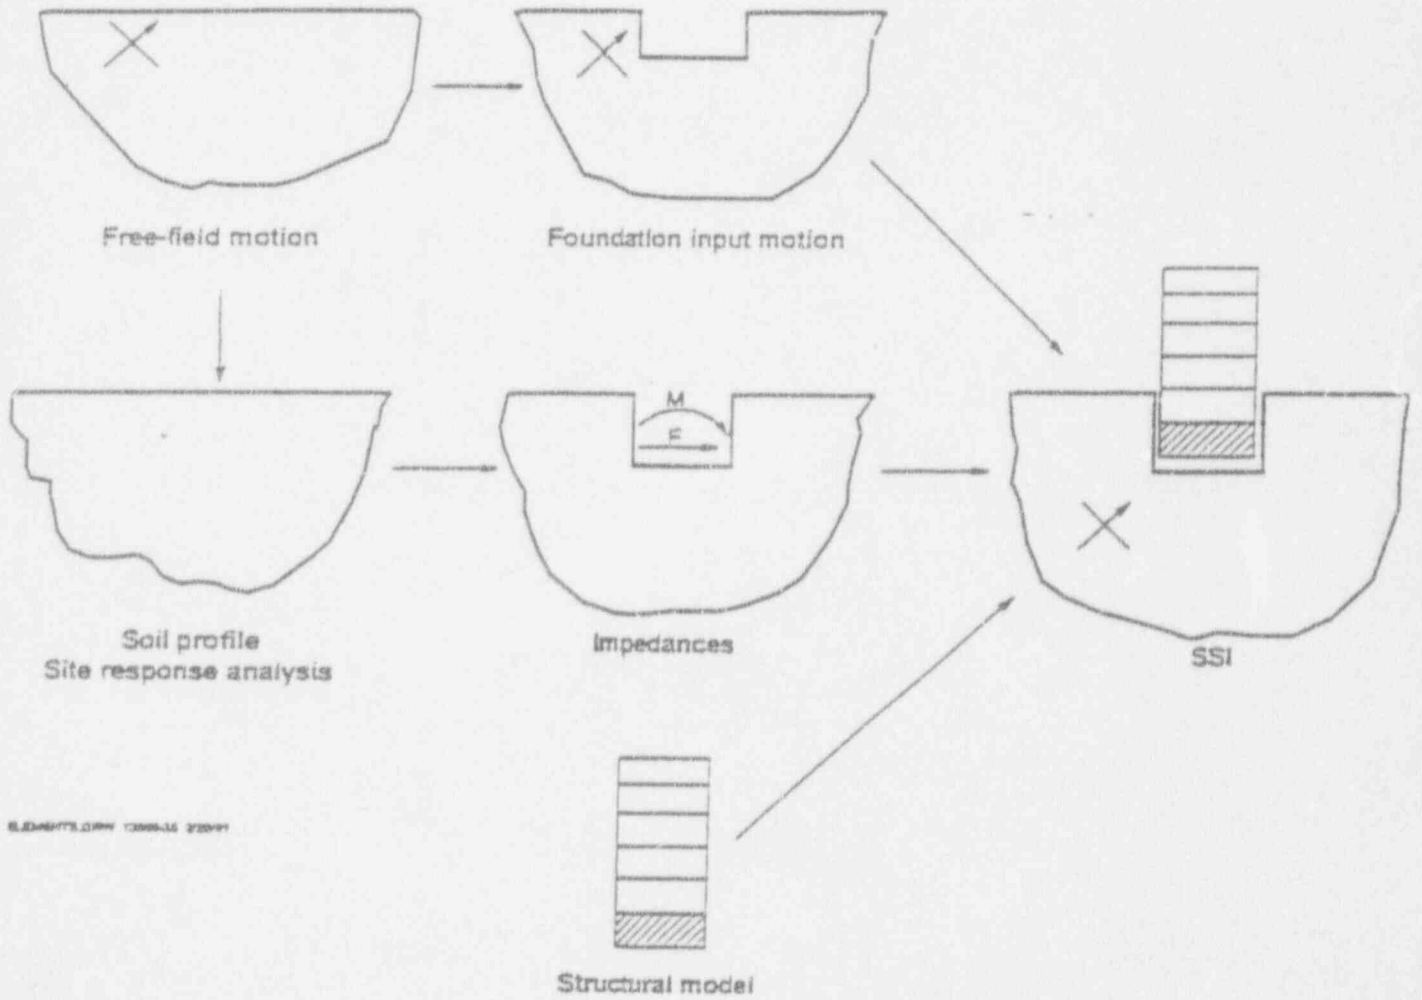 Free-field motion
Foundation input motion
M
F
Soil profile
Site response analysis
Impedances
SSI
Structural model